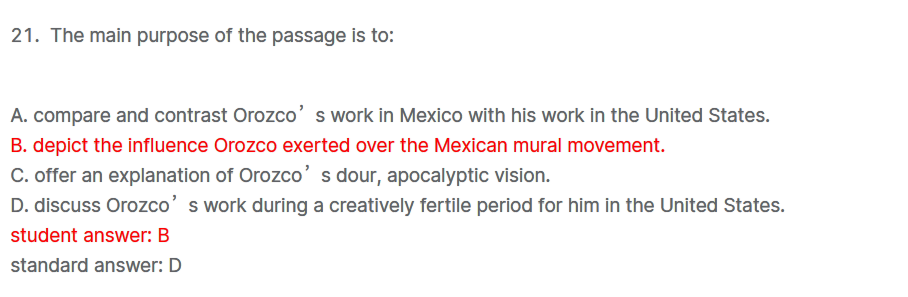 21. The main purpose of the passage is to:
A. compare and contrast Orozco’s work in Mexico with his work in the United States.
B. depict the influence Orozco exerted over the Mexican mural movement.
C. offer an explanation of Orozco’s dour, apocalyptic vision.
D. discuss Orozco’s work during a creatively fertile period for him in the United States.
student answer: B
standard answer: D